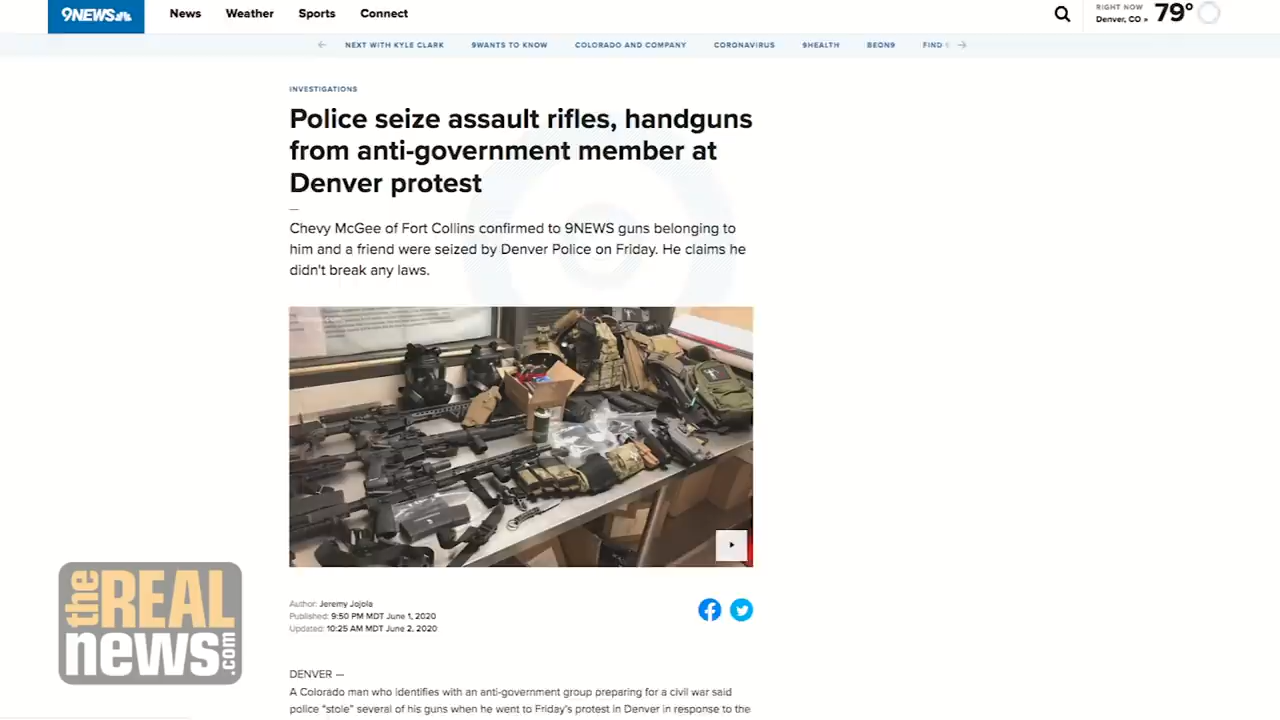 9NEWS
News
Weather
Sports
Connect
RIGHT NOW
Denver, CO »
79°
NEXT WITH KYLE CLARK
9WANTS TO KNOW
COLORADO AND COMPANY
CORONAVIRUS
9HEALTH
BEON9
FIND
INVESTIGATIONS
Police seize assault rifles, handguns
from anti-government member at
Denver protest
Chevy McGee of Fort Collins confirmed to 9NEWS guns belonging to
him and a friend were seized by Denver Police on Friday. He claims he
didn't break any laws.
Author: Jeremy Jojola
Published: 9:50 PM MDT June 1, 2020
Updated: 10:25 AM MDT June 2, 2020
the REAL
news.com
DENVER —
A Colorado man who identifies with an anti-government group preparing for a civil war said
police "stole" several of his guns when he went to Friday's protest in Denver in response to the